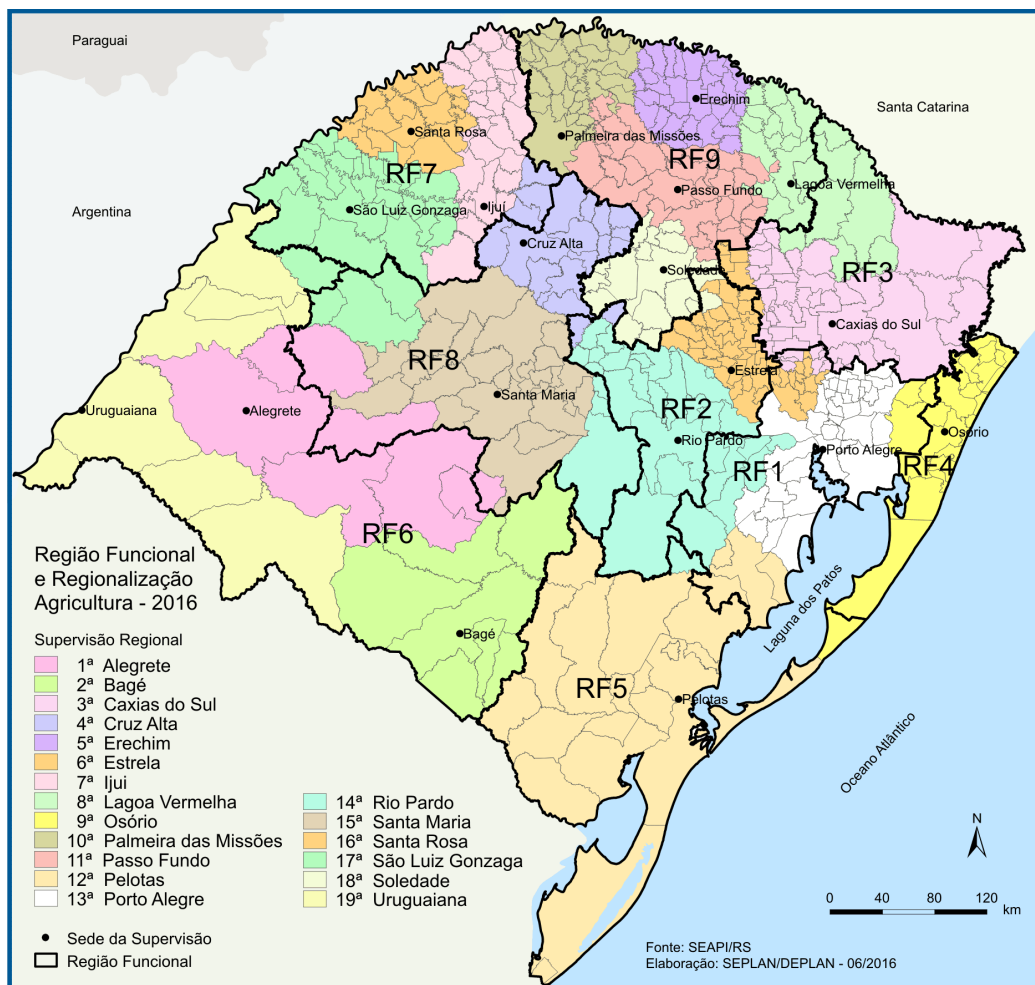 Paraguai
Santa Catarina
Argentina
Erechim
Santa Rosa
Palmeira das Missões
RF9
RF7
Passo Fundo
Lagoa Vermelha
São Luiz Gonzaga
Ijuí
Cruz Alta
Soledade
RF3
Caxias do Sul
RF8
Estrela
Santa Maria
Uruguaiana
Alegrete
RF2
Rio Pardo
Osório
Porto Alegre
RF1
RF4
RF6
Laguna dos Patos
Bagé
RF5
Pelotas
Oceano Atlântico
Região Funcional
e Regionalização
Agricultura - 2016
Supervisão Regional
1ª Alegrete
2ª Bagé
3ª Caxias do Sul
4ª Cruz Alta
5ª Erechim
6ª Estrela
7ª Ijui
8ª Lagoa Vermelha
9ª Osório
10ª Palmeira das Missões
11ª Passo Fundo
12ª Pelotas
13ª Porto Alegre
14ª Rio Pardo
15ª Santa Maria
16ª Santa Rosa
17ª São Luiz Gonzaga
18ª Soledade
19ª Uruguaiana
Sede da Supervisão
Região Funcional
N
0 40 80 120
km
Fonte: SEAPI/RS
Elaboração: SEPLAN/DEPLAN - 06/2016